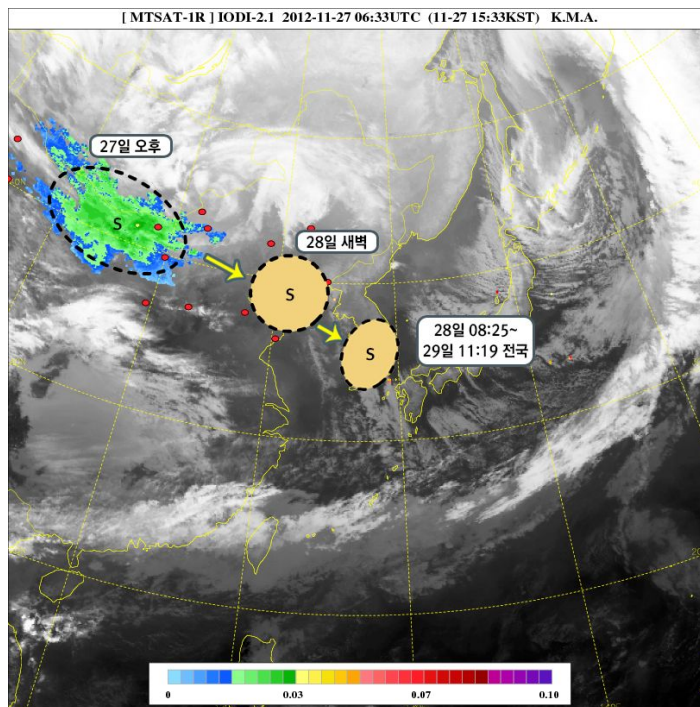 [ MTSAT-1R ] IODI-2.1 2012-11-27 06:33UTC (11-27 15:33KST) K.M.A.
27일 오후
S
28일 새벽
S
28일 08:25~
29일 11:19 전국
S
0 0.03 0.07 0.10